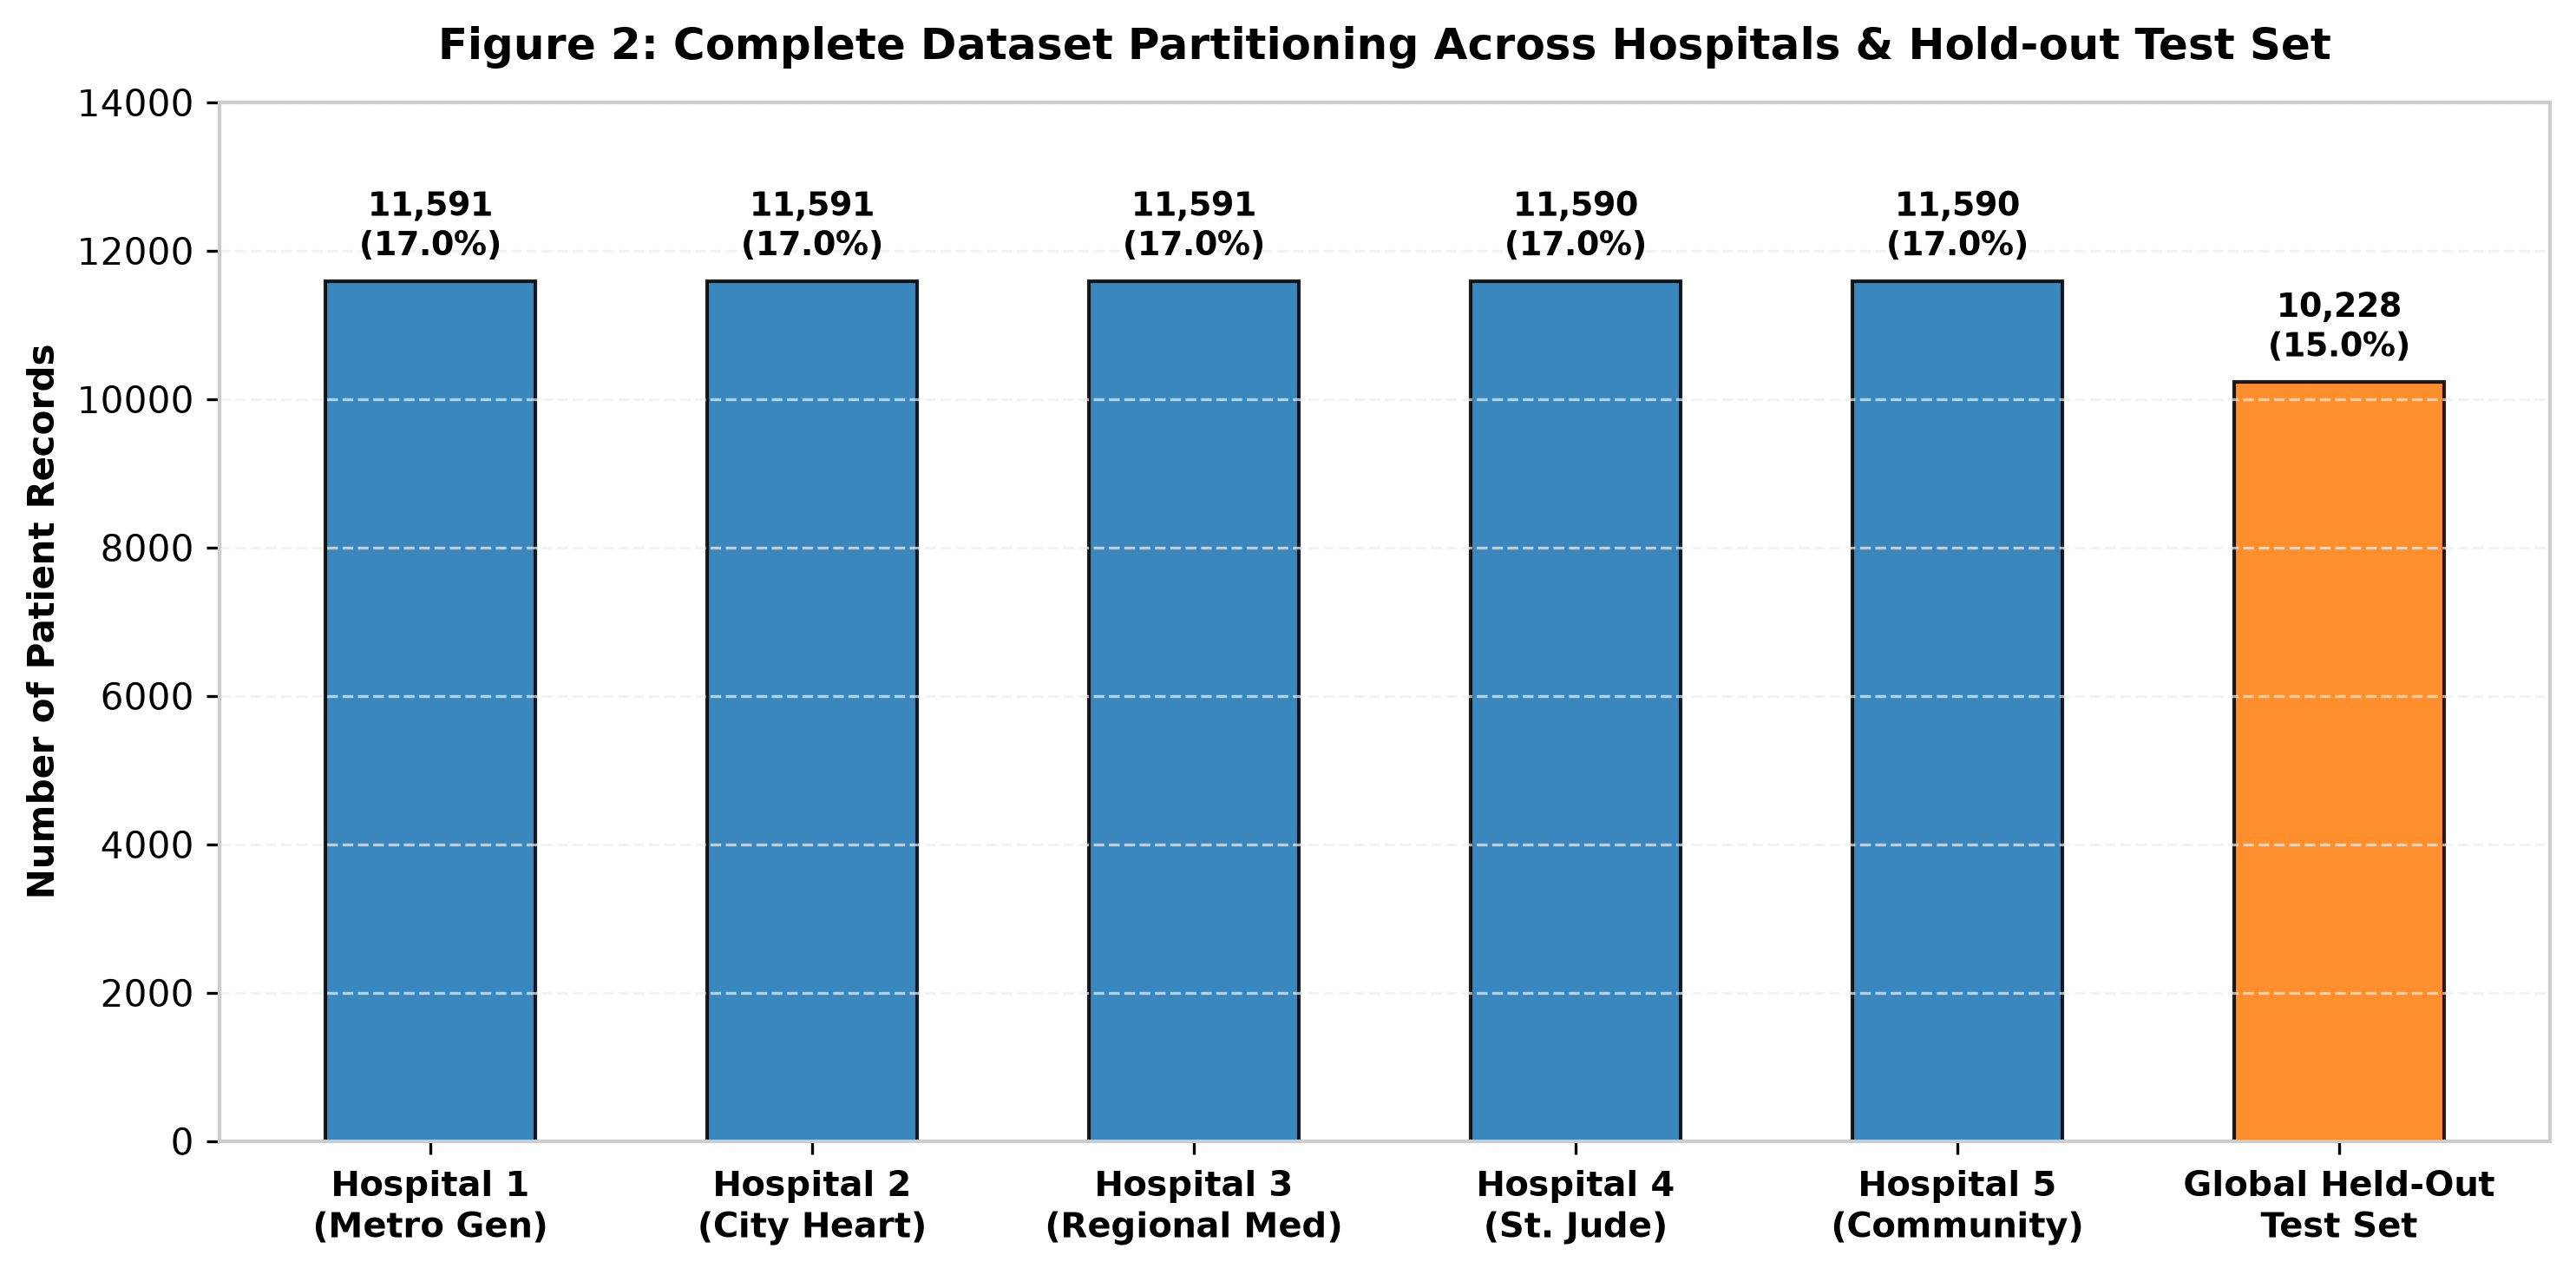 Figure 2: Complete Dataset Partitioning Across Hospitals & Hold-out Test Set
Number of Patient Records
14000
12000
10000
8000
6000
4000
2000
0
11,591
(17.0%)
11,591
(17.0%)
11,591
(17.0%)
11,590
(17.0%)
11,590
(17.0%)
10,228
(15.0%)
Hospital 1
(Metro Gen)
Hospital 2
(City Heart)
Hospital 3
(Regional Med)
Hospital 4
(St. Jude)
Hospital 5
(Community)
Global Held-Out
Test Set